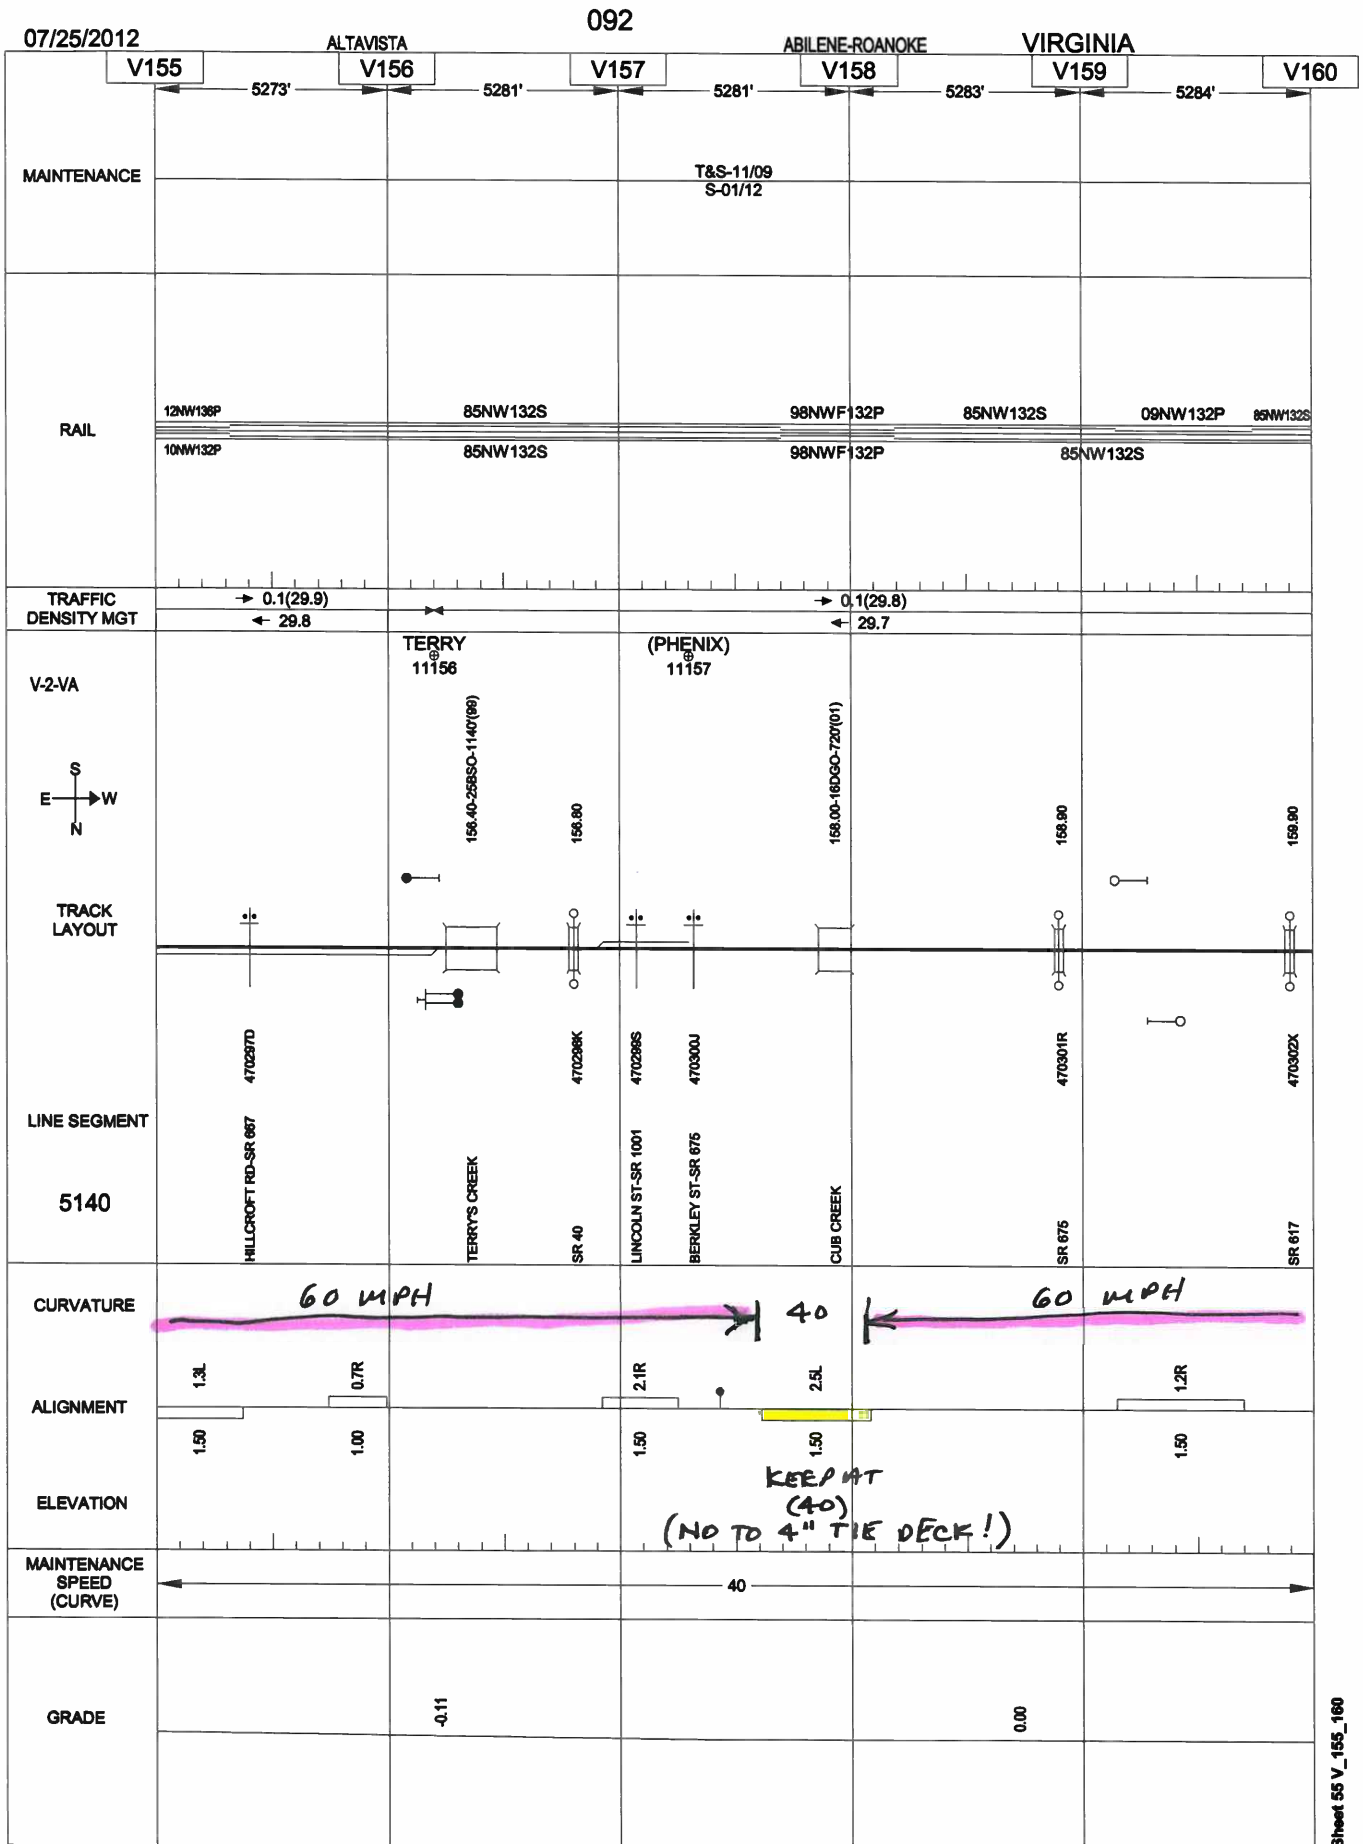 092
07/25/2012 ALTAVISTA ABILENE-ROANOKE VIRGINIA
V155 V156 V157 V158 V159 V160
5273' 5281' 5281' 5283' 5284'
MAINTENANCE
T&S-11/09
S-01/12
RAIL
12NW136P 85NW132S 98NWF132P 85NW132S 09NW132P 85NW132S
10NW132P 85NW132S 98NWF132P 85NW132S
TRAFFIC
DENSITY MGT
0.1(29.9) 0.1(29.8)
29.8 29.7
TERRY (PHENIX)
11156 11157
V-2-VA
S
E W
N
156.40-25BSO-1140'(99)
156.80
158.00-16DGO-720'(01)
158.90
159.90
TRACK
LAYOUT
470297D
470298K
470299S
470300J
470301R
470302X
LINE SEGMENT
5140
HILLCROFT RD-SR 667
TERRY'S CREEK
SR 40
LINCOLN ST-SR 1001
BERKLEY ST-SR 675
CUB CREEK
SR 675
SR 617
CURVATURE
60 MPH 40 60 MPH
1.3L 0.7R 2.1R 2.5L 1.2R
ALIGNMENT
1.50 1.00 1.50 1.50 1.50
ELEVATION
KEEP AT
(40)
(NO TO 4" TIE DECK!)
MAINTENANCE
SPEED
(CURVE)
40
GRADE
-0.11 0.00
Sheet 55 V_155_160